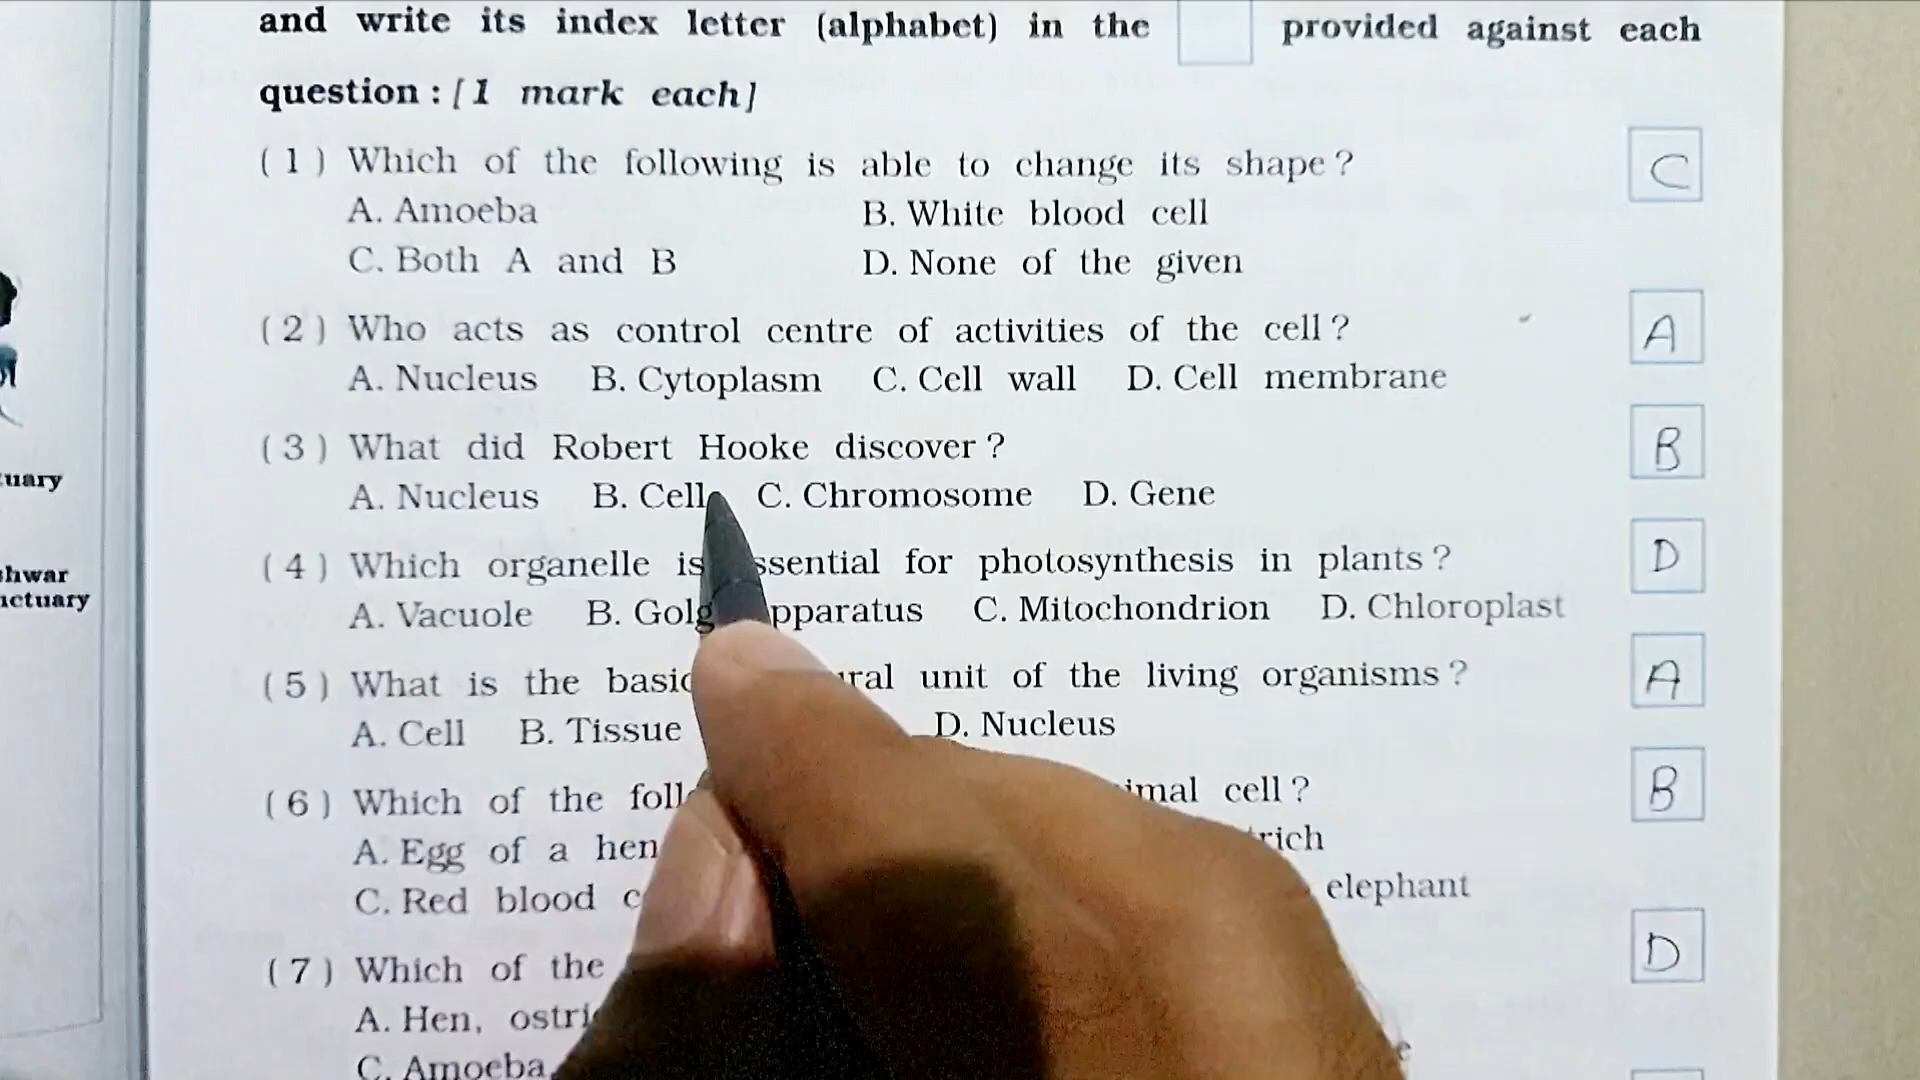 and write its index letter (alphabet) in the provided against each
question : [1 mark each]
(1) Which of the following is able to change its shape? C
A. Amoeba B. White blood cell
C. Both A and B D. None of the given
(2) Who acts as control centre of activities of the cell? A
A. Nucleus B. Cytoplasm C. Cell wall D. Cell membrane
(3) What did Robert Hooke discover? B
A. Nucleus B. Cell C. Chromosome D. Gene
(4) Which organelle is ssential for photosynthesis in plants? D
A. Vacuole B. Golg pparatus C. Mitochondrion D. Chloroplast
(5) What is the basic ural unit of the living organisms? A
A. Cell B. Tissue D. Nucleus
(6) Which of the foll imal cell? B
A. Egg of a hen rich
C. Red blood c elephant
(7) Which of the D
A. Hen, ostri
C. Amoeba,
uary
shwar
nctuary